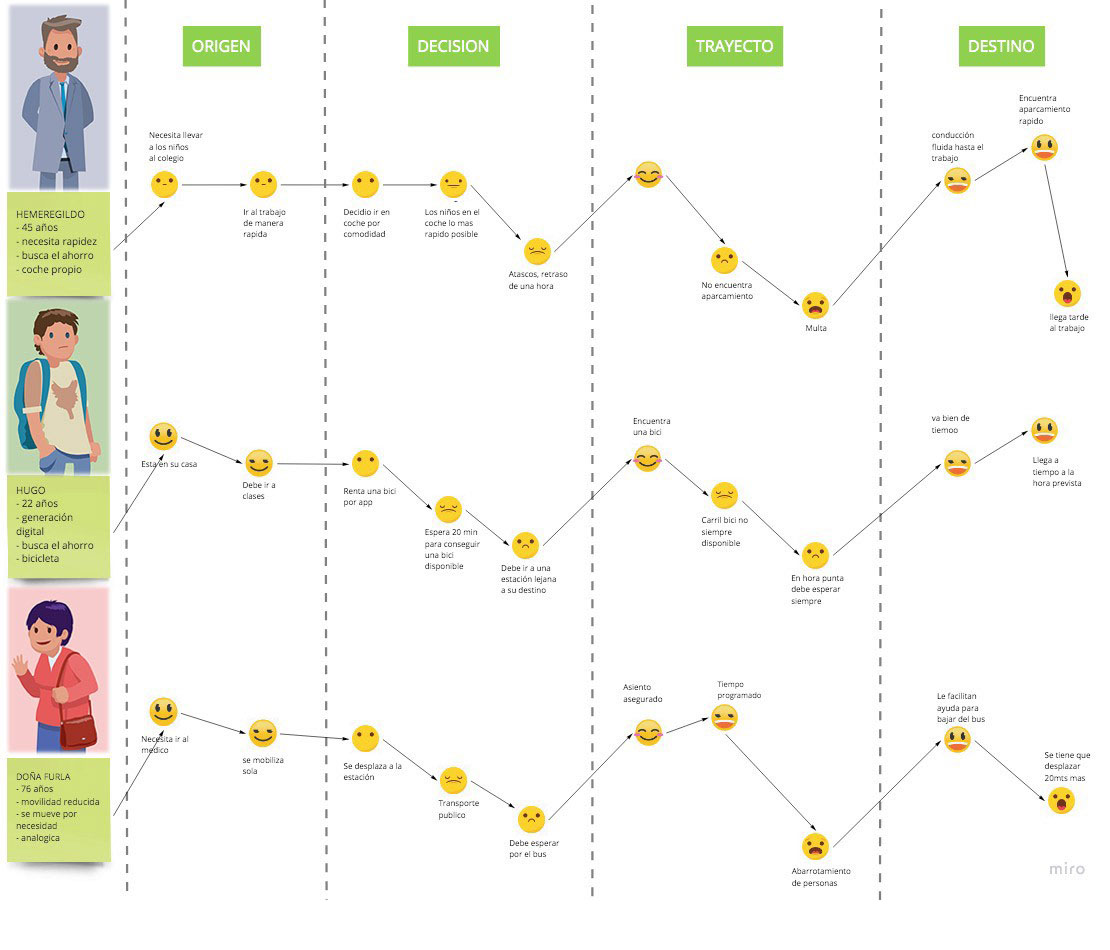 ORIGEN
DECISION
TRAYECTO
DESTINO
HEMEREGILDO
- 45 años
- necesita rapidez
- busca el ahorro
- coche propio
Necesita llevar
a los niños
al colegio
Ir al trabajo
de manera
rapida
Decidio ir en
coche por
comodidad
Los niños en el
coche lo mas
rapido posible
Atascos, retraso
de una hora
No encuentra
aparcamiento
Multa
conducción
fluida hasta el
trabajo
Encuentra
aparcamiento
rapido
llega tarde
al trabajo
HUGO
- 22 años
- generación
digital
- busca el ahorro
- bicicleta
Esta en su casa
Debe ir a
clases
Renta una bici
por app
Espera 20 min
para conseguir
una bici
disponible
Debe ir a una
estación lejana
a su destino
Encuentra
una bici
Carril bici no
siempre
disponible
En hora punta
debe esperar
siempre
va bien de
tiemoo
Llega a
tiempo a la
hora prevista
DOÑA FURLA
- 76 años
- movilidad reducida
- se mueve por
necesidad
- analogica
Necesita ir al
medico
se mobiliza
sola
Se desplaza a la
estación
Transporte
publico
Debe esperar
por el bus
Asiento
asegurado
Tiempo
programado
Abarrotamiento
de personas
Le facilitan
ayuda para
bajar del bus
Se tiene que
desplazar
20mts mas
miro